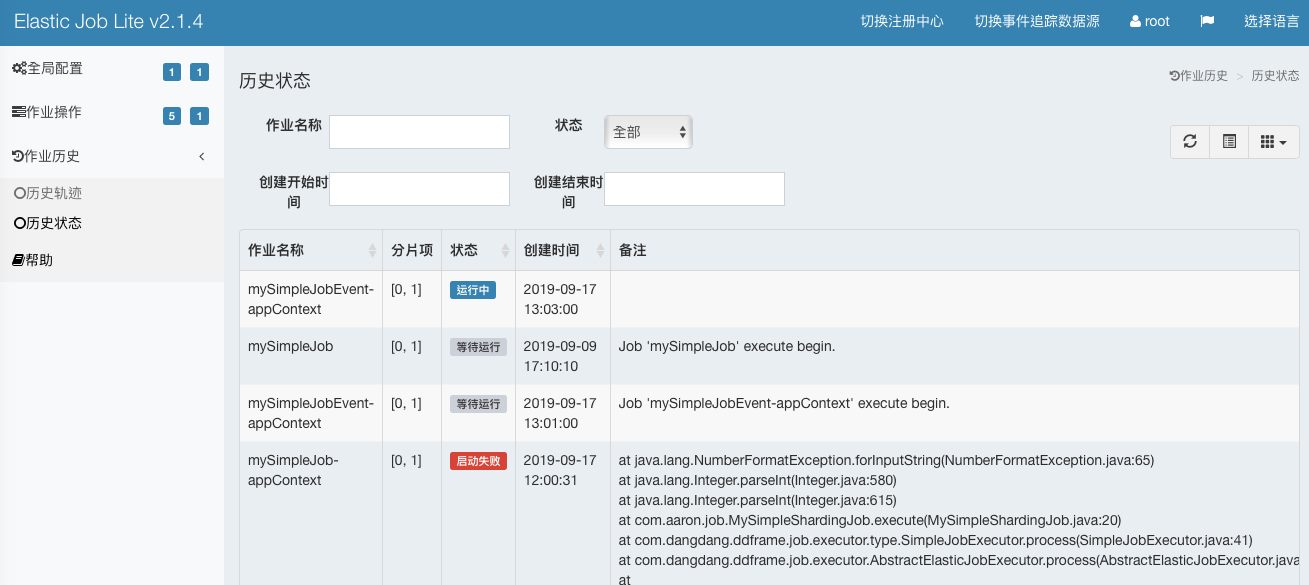 Elastic Job Lite v2.1.4
切换注册中心 切换事件追踪数据源 root 选择语言
全局配置 1 1
作业操作 5 1
作业历史
历史轨迹
历史状态
帮助
历史状态
作业历史 > 历史状态
作业名称 状态 全部
创建开始时
间
创建结束时
间
作业名称 分片项 状态 创建时间 备注
mySimpleJobEvent-
appContext
[0, 1] 运行中 2019-09-17
13:03:00
mySimpleJob [0, 1] 等待运行 2019-09-09
17:10:10
Job 'mySimpleJob' execute begin.
mySimpleJobEvent-
appContext
[0, 1] 等待运行 2019-09-17
13:01:00
Job 'mySimpleJobEvent-appContext' execute begin.
mySimpleJob-
appContext
[0, 1] 启动失败 2019-09-17
12:00:31
at java.lang.NumberFormatException.forInputString(NumberFormatException.java:65)
at java.lang.Integer.parseInt(Integer.java:580)
at java.lang.Integer.parseInt(Integer.java:615)
at com.aaron.job.MySimpleShardingJob.execute(MySimpleShardingJob.java:20)
at com.dangdang.ddframe.job.executor.type.SimpleJobExecutor.process(SimpleJobExecutor.java:41)
at com.dangdang.ddframe.job.executor.AbstractElasticJobExecutor.process(AbstractElasticJobExecutor.java
at